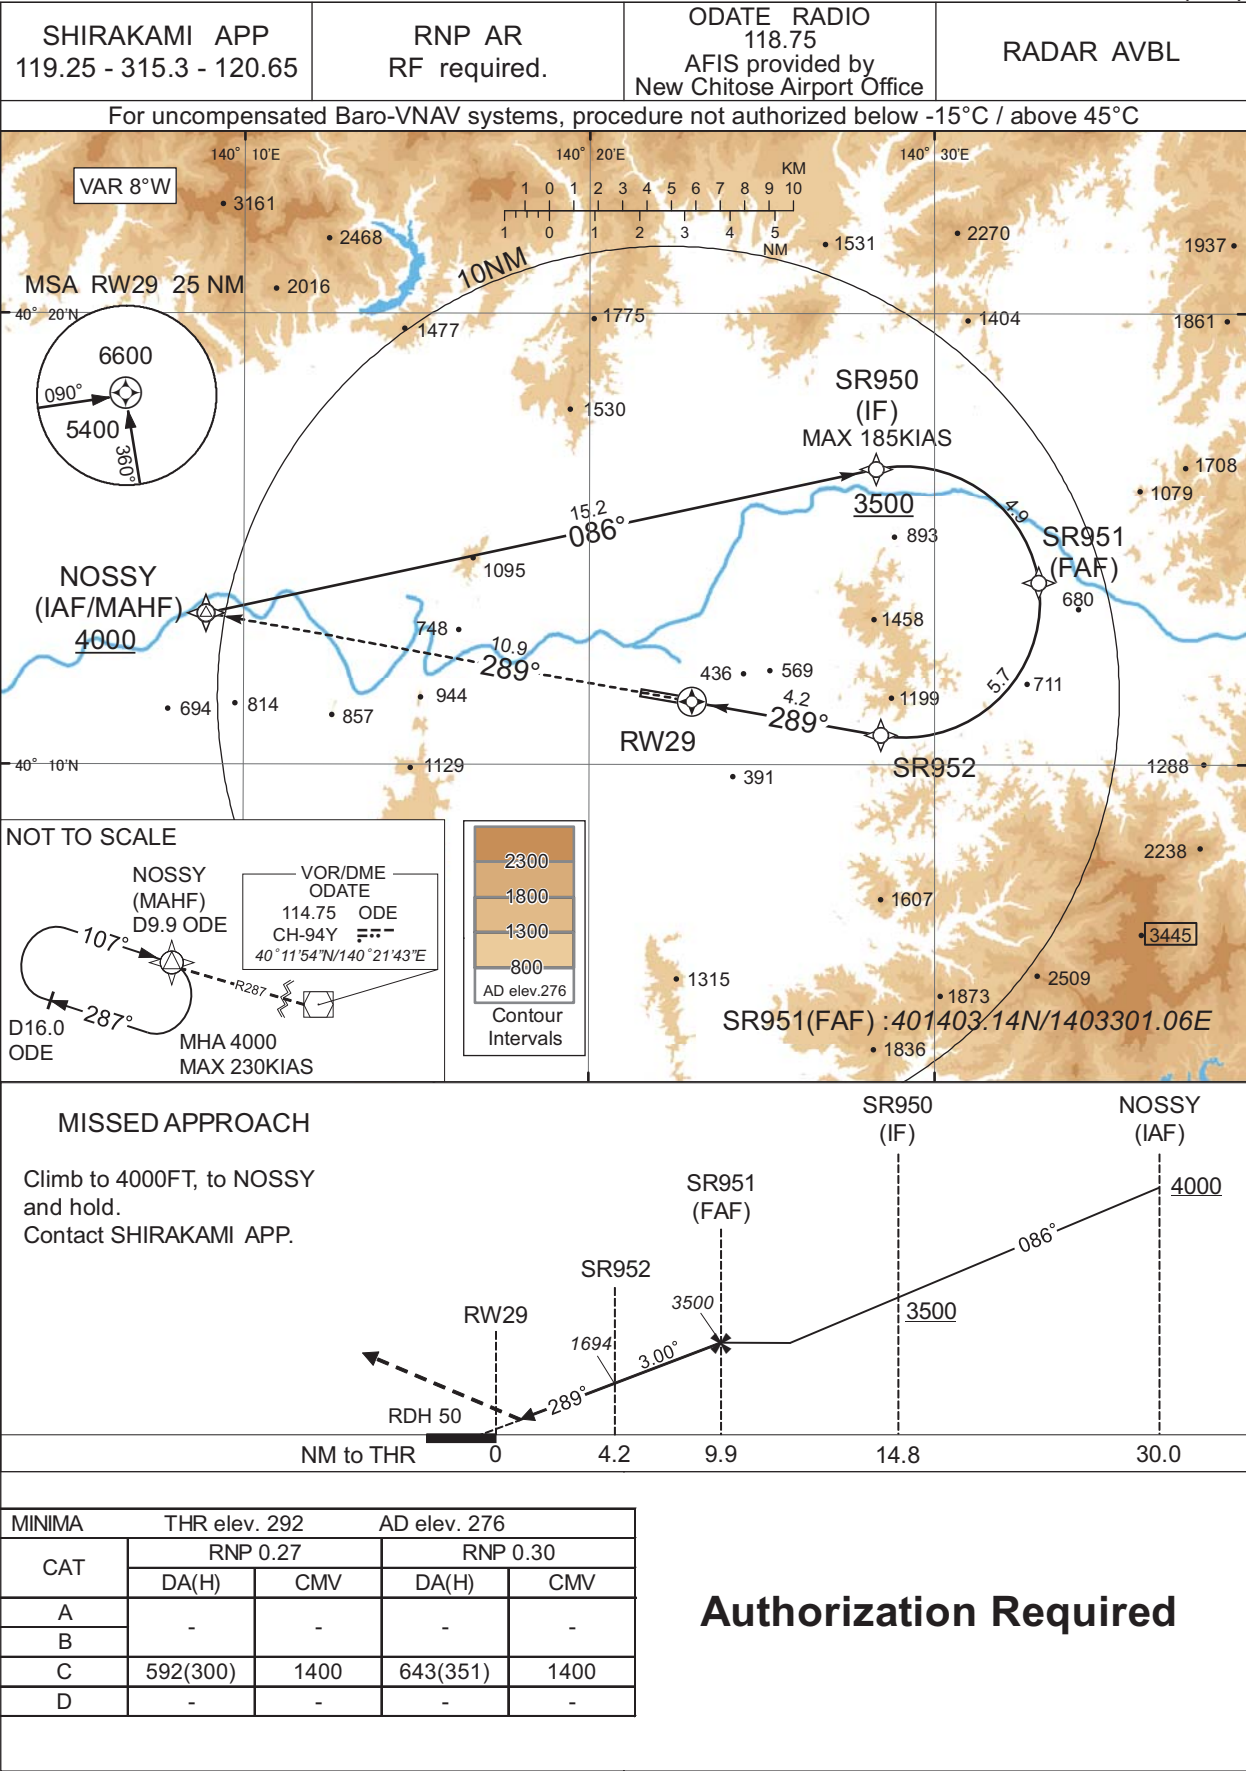 SHIRAKAMI APP
119.25 - 315.3 - 120.65
RNP AR
RF required.
ODATE RADIO
118.75
AFIS provided by
New Chitose Airport Office
RADAR AVBL
For uncompensated Baro-VNAV systems, procedure not authorized below -15°C / above 45°C
140° 10'E
140° 20'E
140° 30'E
VAR 8°W
KM
1 0 1 2 3 4 5 6 7 8 9 10
1 0 1 2 3 4 5
NM
3161
2468
2016
1531
2270
1937
10NM
MSA RW29 25 NM
40° 20'N
6600
090°
5400
360°
1477
1775
1404
1861
1530
SR950
(IF)
MAX 185KIAS
3500
1708
1079
15.2
086°
4.9
893
SR951
(FAF)
680
NOSSY
(IAF/MAHF)
4000
1095
748
1458
10.9
289°
436
569
4.2
289°
1199
5.7
711
694
814
857
944
RW29
SR952
40° 10'N
1129
391
1288
NOT TO SCALE
NOSSY
(MAHF)
D9.9 ODE
VOR/DME
ODATE
114.75 ODE
CH-94Y
40°11'54"N/140°21'43"E
107°
R287
287°
D16.0
ODE
MHA 4000
MAX 230KIAS
2300
1800
1300
800
AD elev.276
Contour
Intervals
2238
1607
3445
1315
2509
1873
SR951(FAF) :401403.14N/1403301.06E
1836
MISSED APPROACH
Climb to 4000FT, to NOSSY
and hold.
Contact SHIRAKAMI APP.
SR950
(IF)
NOSSY
(IAF)
SR951
(FAF)
4000
086°
SR952
3500
3500
RW29
1694
3.00°
289°
RDH 50
NM to THR 0 4.2 9.9 14.8 30.0
MINIMA THR elev. 292 AD elev. 276
CAT RNP 0.27 RNP 0.30
DA(H) CMV DA(H) CMV
A
- - - -
B
C 592(300) 1400 643(351) 1400
D - - - -
Authorization Required